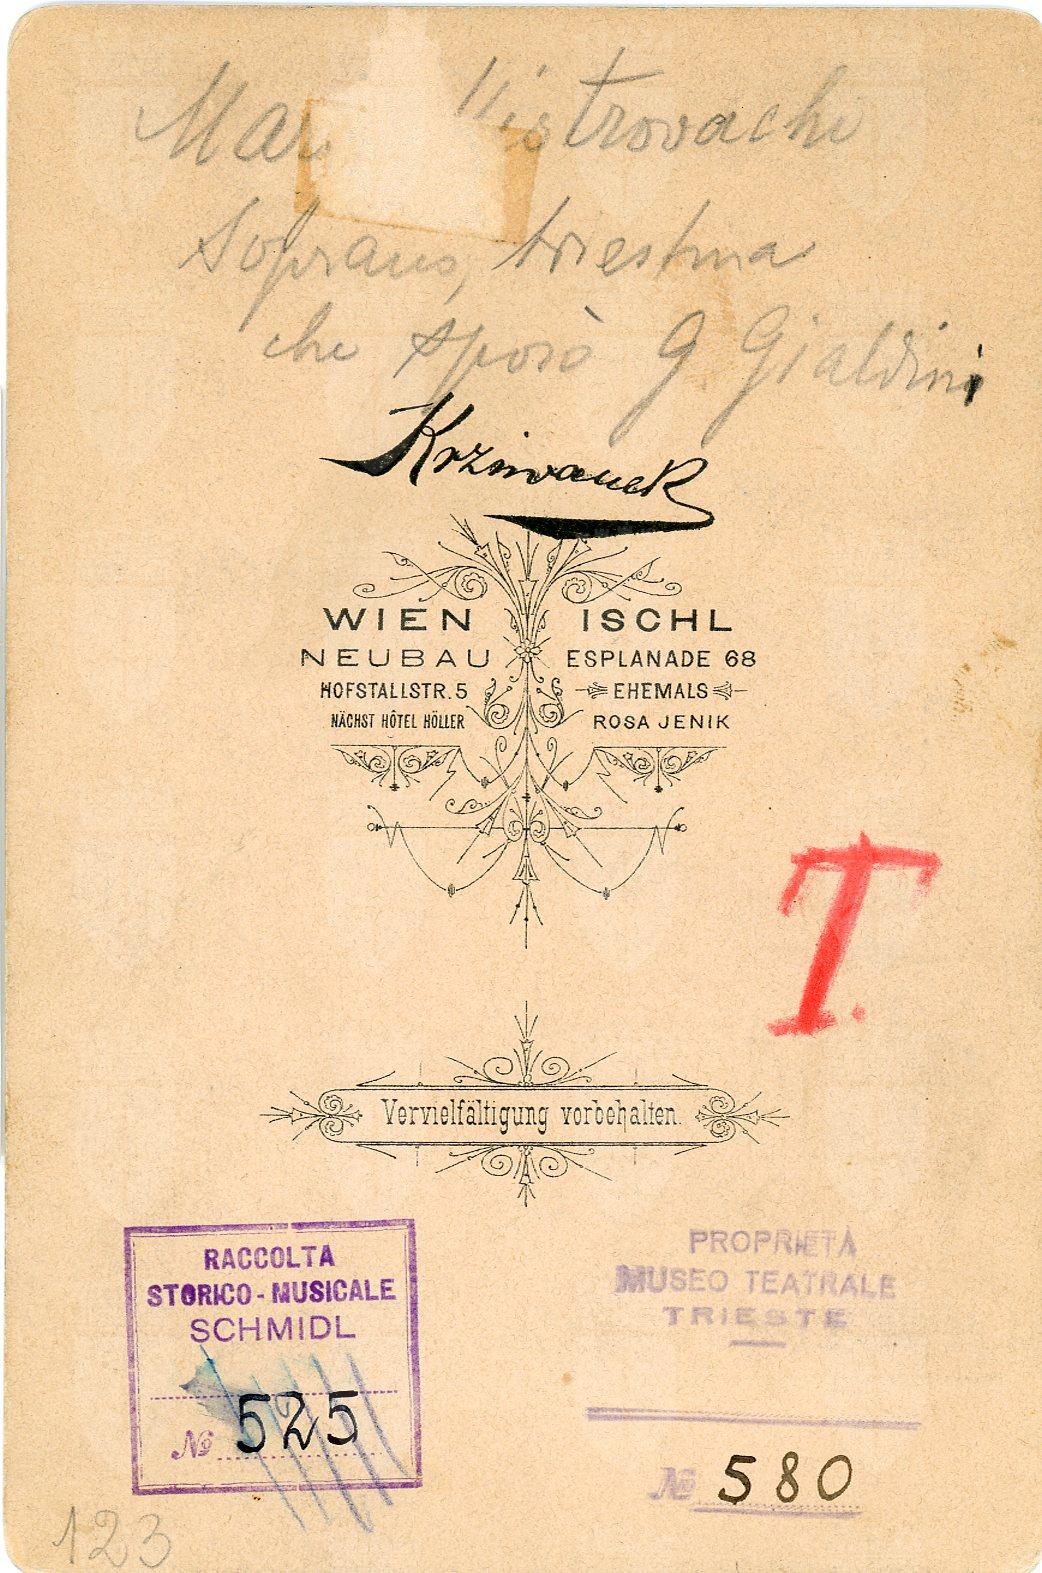 Soprano, triestina
che sposò G Gialdini
Krziwanek
WIEN
NEUBAU
HOFSTALLSTR. 5
NÄCHST HÔTEL HÖLLER
ISCHL
ESPLANADE 68
EHEMALS
ROSA JENIK
T.
Vervielfältigung vorbehalten.
RACCOLTA
STORICO-MUSICALE
SCHMIDL
No 525
PROPRIETÀ
MUSEO TEATRALE
TRIESTE
No 580
123